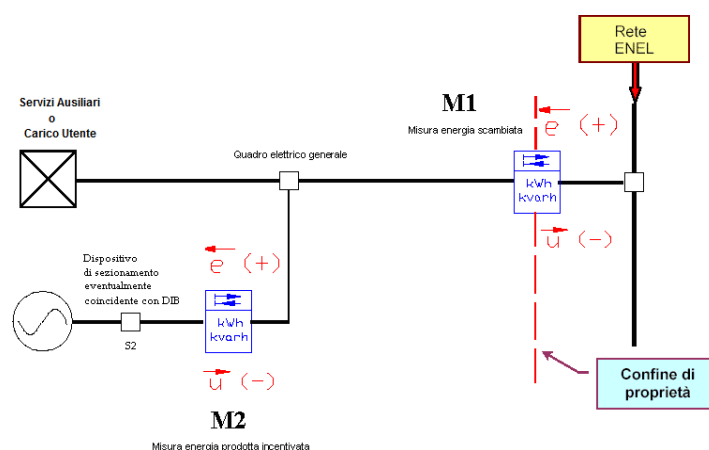 Rete
ENEL
Servizi Ausiliari
o
Carico Utente
M1
Misura energia scambiata
e (+)
Quadro elettrico generale
kWh
kvarh
u (-)
Dispositivo
di sezionamento
eventualmente
coincidente con DIB
e (+)
kWh
kvarh
S2
u (-)
Confine di
proprietà
M2
Misura energia prodotta incentivata